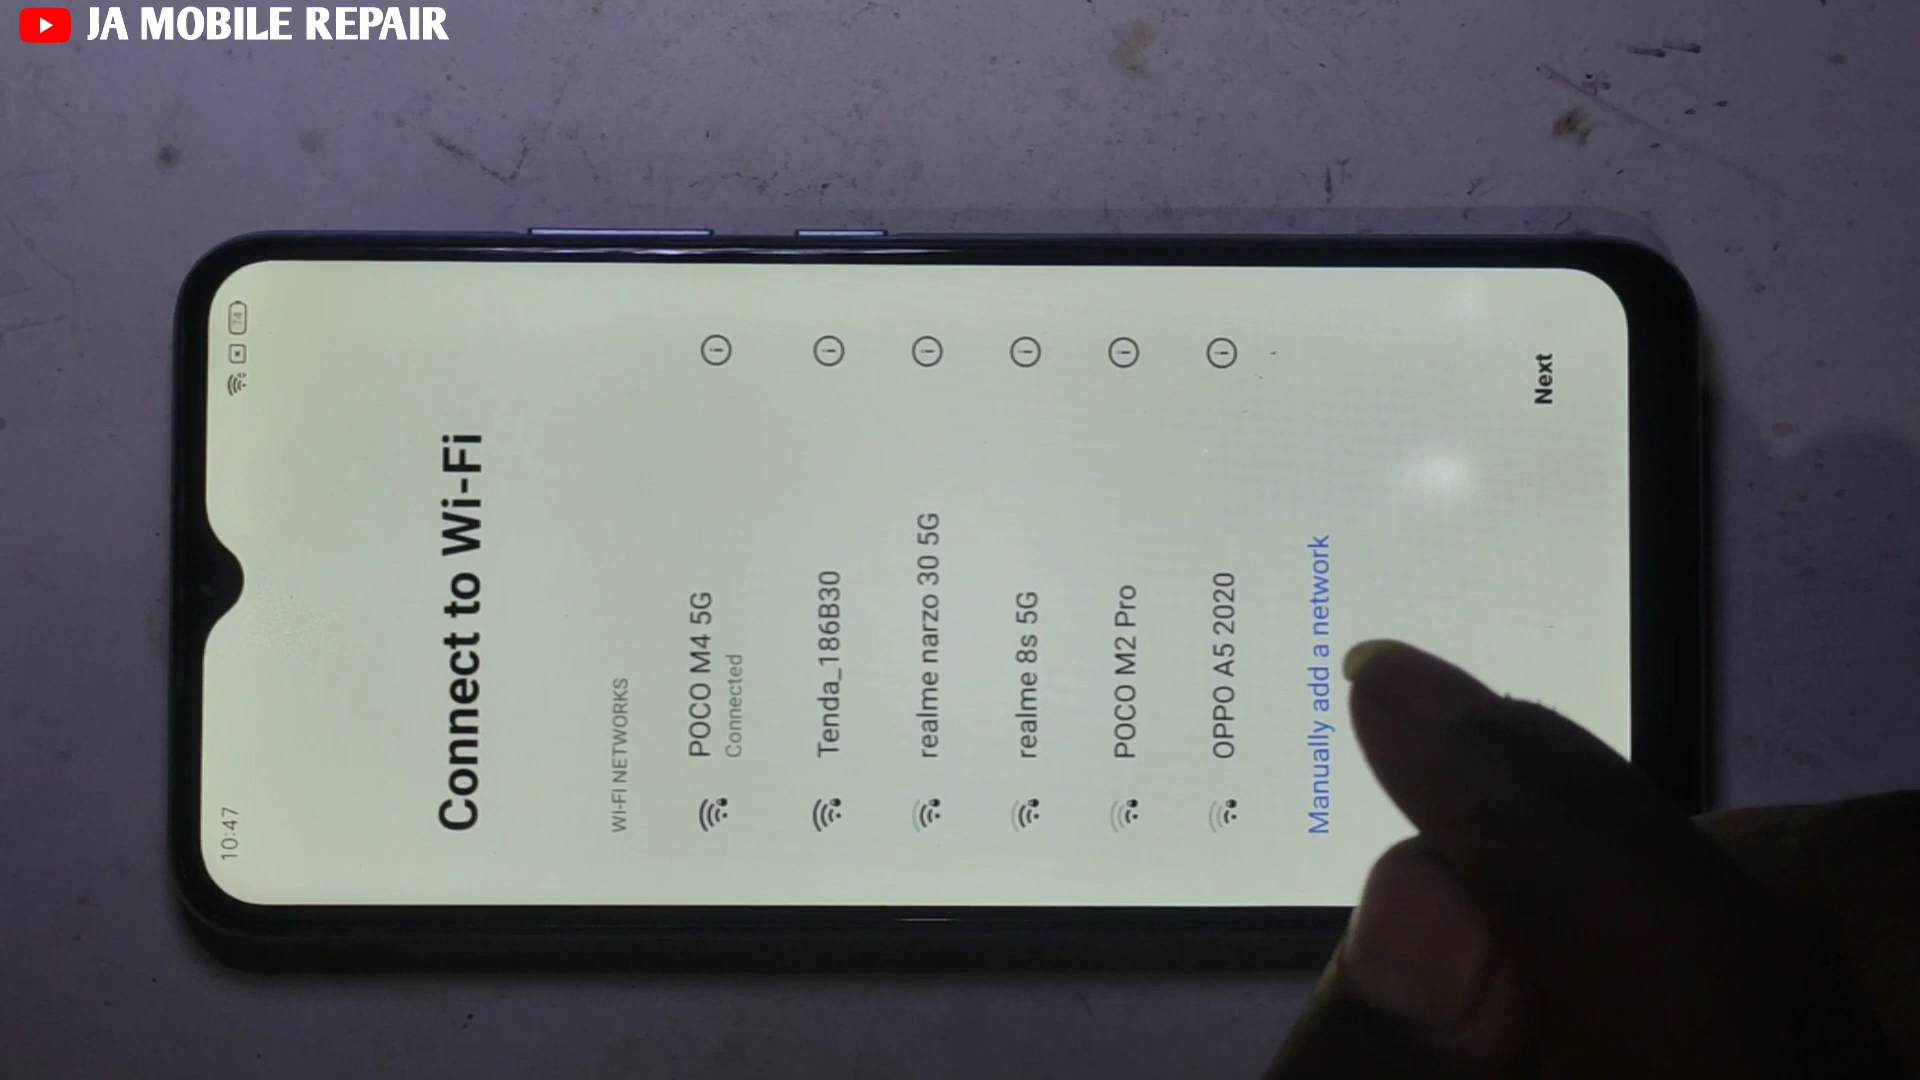 JA MOBILE REPAIR
10:47
74
Connect to Wi-Fi
WI-FI NETWORKS
POCO M4 5G
Connected
Tenda_186B30
realme narzo 30 5G
realme 8s 5G
POCO M2 Pro
OPPO A5 2020
Manually add a network
Next